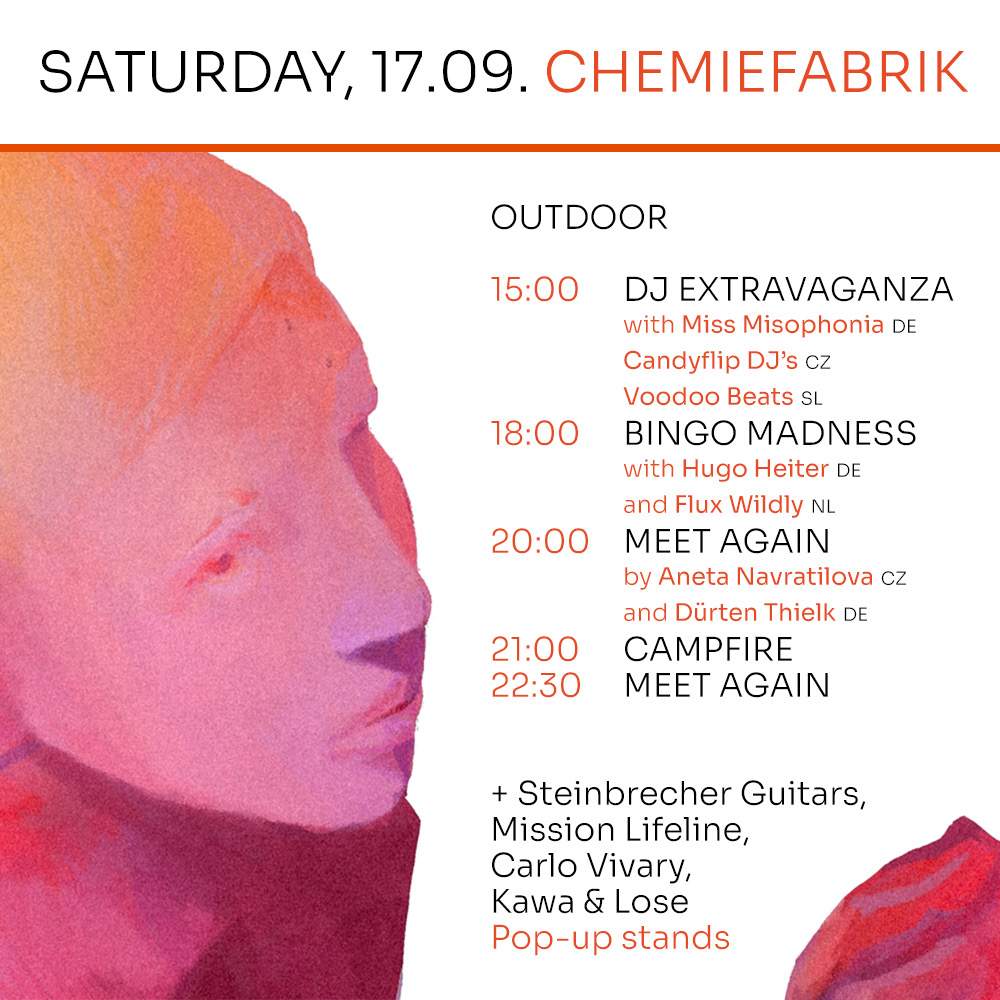 SATURDAY, 17.09. CHEMIEFABRIK
OUTDOOR
15:00 DJ EXTRAVAGANZA
with Miss Misophonia DE
Candyflip DJ's CZ
Voodoo Beats SL
18:00 BINGO MADNESS
with Hugo Heiter DE
and Flux Wildly NL
20:00 MEET AGAIN
by Aneta Navratilova CZ
and Dürten Thielk DE
21:00 CAMPFIRE
22:30 MEET AGAIN
+ Steinbrecher Guitars,
Mission Lifeline,
Carlo Vivary,
Kawa & Lose
Pop-up stands